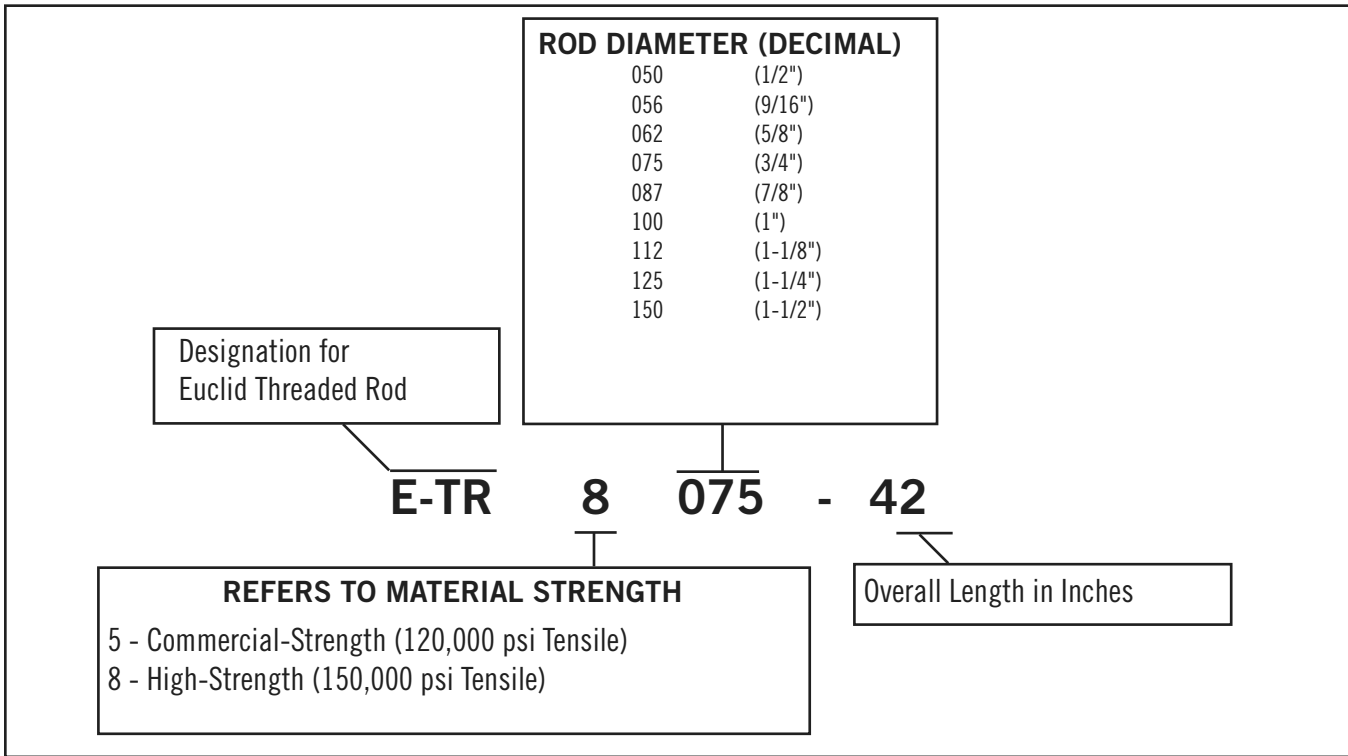 ROD DIAMETER (DECIMAL)
050 (1/2")
056 (9/16")
062 (5/8")
075 (3/4")
087 (7/8")
100 (1")
112 (1-1/8")
125 (1-1/4")
150 (1-1/2")
Designation for
Euclid Threaded Rod
E-TR 8 075 - 42
REFERS TO MATERIAL STRENGTH
5 - Commercial-Strength (120,000 psi Tensile)
8 - High-Strength (150,000 psi Tensile)
Overall Length in Inches